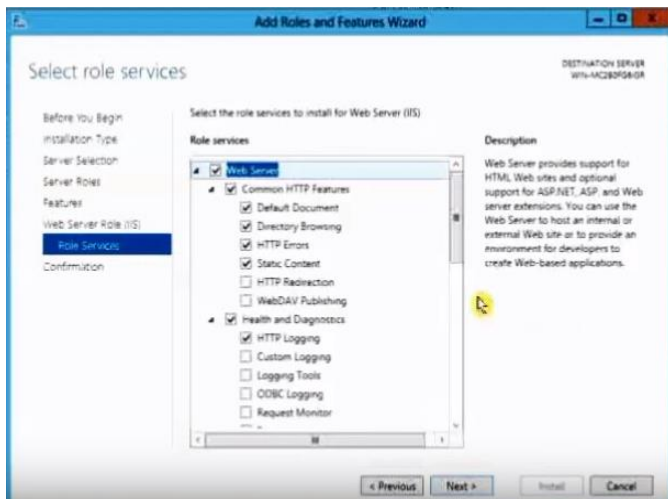 Add Roles and Features Wizard
Select role services
DESTINATION SERVER
Before You Begin
Installation Type
Server Selection
Server Roles
Features
Web Server Role (IIS)
Role Services
Confirmation
Select the role services to install for Web Server (IIS)
Role services
Web Server
Common HTTP Features
Default Document
Directory Browsing
HTTP Errors
Static Content
HTTP Redirection
WebDAV Publishing
Health and Diagnostics
HTTP Logging
Custom Logging
Logging Tools
ODBC Logging
Request Monitor
Description
Web Server provides support for
HTML Web sites and optional
support for ASP.NET, ASP, and Web
server extensions. You can use the
Web Server to host an internal or
external Web site or to provide an
environment for developers to
create Web-based applications.
< Previous
Next >
Install
Cancel